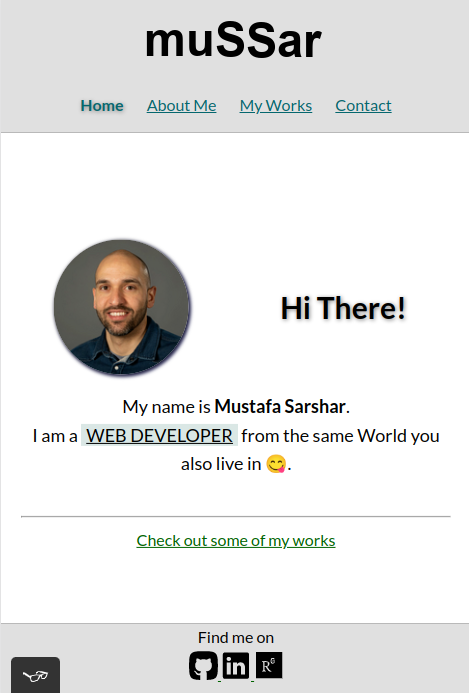 muSSar
Home About Me My Works Contact
Hi There!
My name is Mustafa Sarshar.
I am a WEB DEVELOPER from the same World you
also live in 😋.
Check out some of my works
Find me on
in R⁶